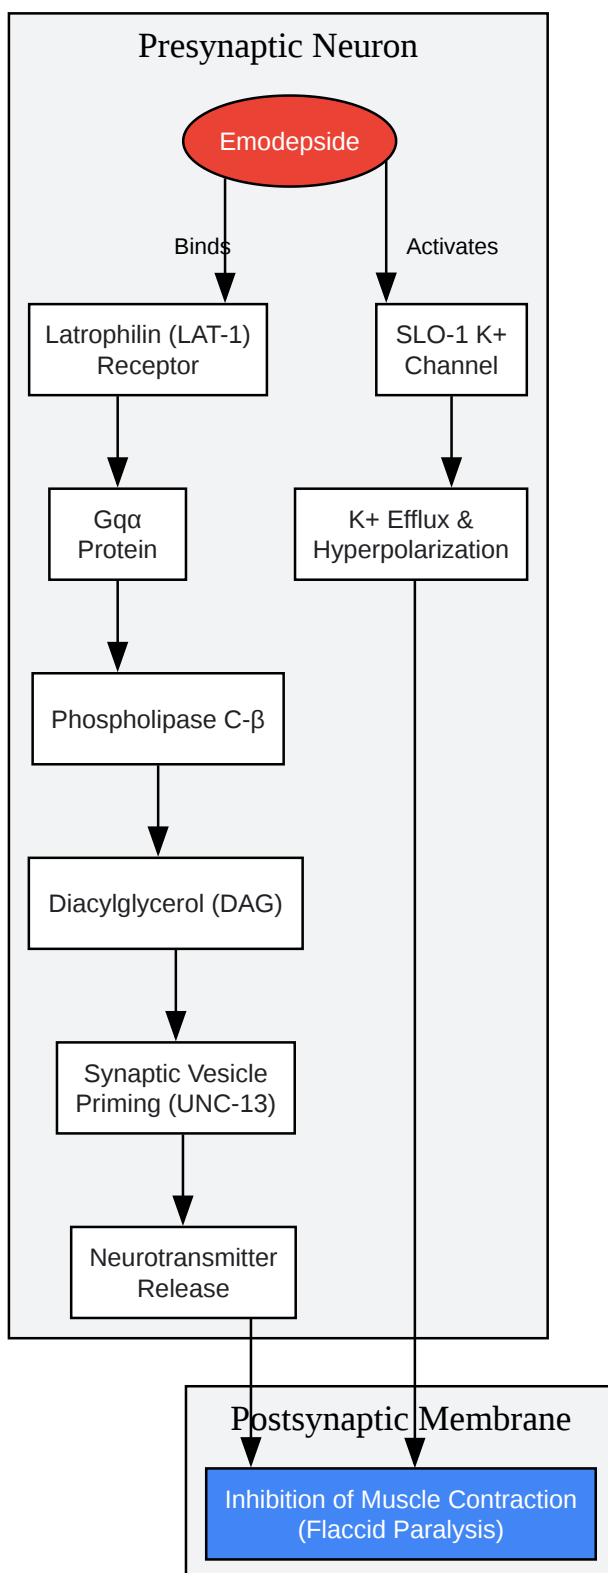 Presynaptic Neuron
Emodepside
Binds
Activates
Latrophilin (LAT-1)
Receptor
SLO-1 K+
Channel
Gqα
Protein
K+ Efflux &
Hyperpolarization
Phospholipase C-β
Diacylglycerol (DAG)
Synaptic Vesicle
Priming (UNC-13)
Neurotransmitter
Release
Postsynaptic Membrane
Inhibition of Muscle Contraction
(Flaccid Paralysis)